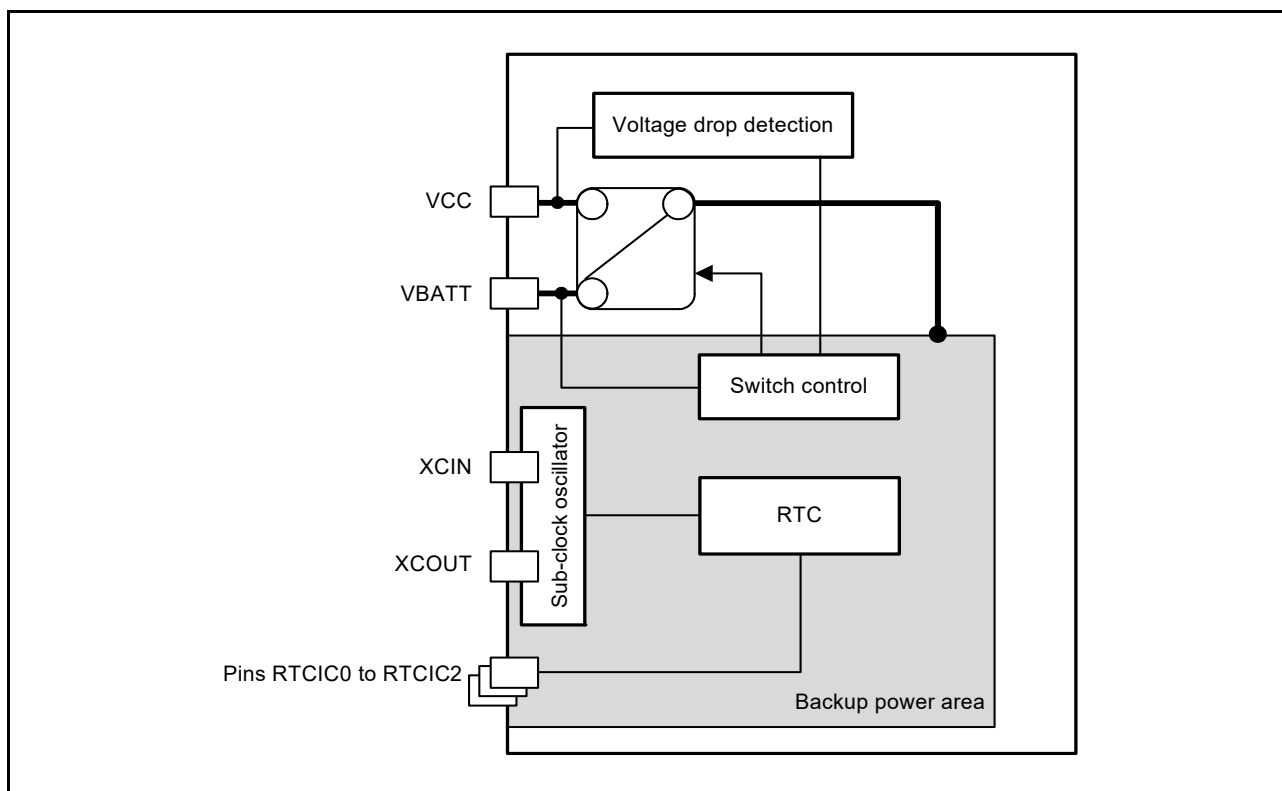 Voltage drop detection
VCC
VBATT
Switch control
XCIN
Sub-clock oscillator
RTC
XCOUT
Pins RTCIC0 to RTCIC2
Backup power area